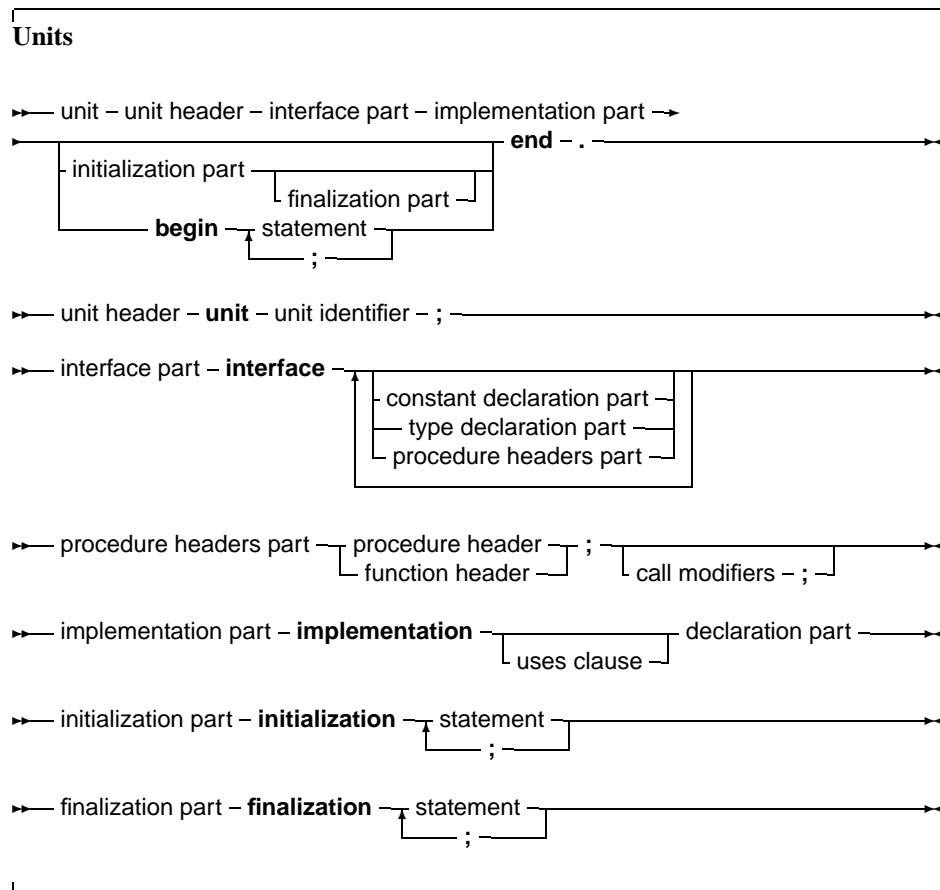 Units
unit unit header interface part implementation part
end .
initialization part
finalization part
begin statement
;
unit header unit unit identifier ;
interface part interface
constant declaration part
type declaration part
procedure headers part
procedure headers part procedure header ;
function header call modifiers ;
implementation part implementation declaration part
uses clause
initialization part initialization statement
;
finalization part finalization statement
;